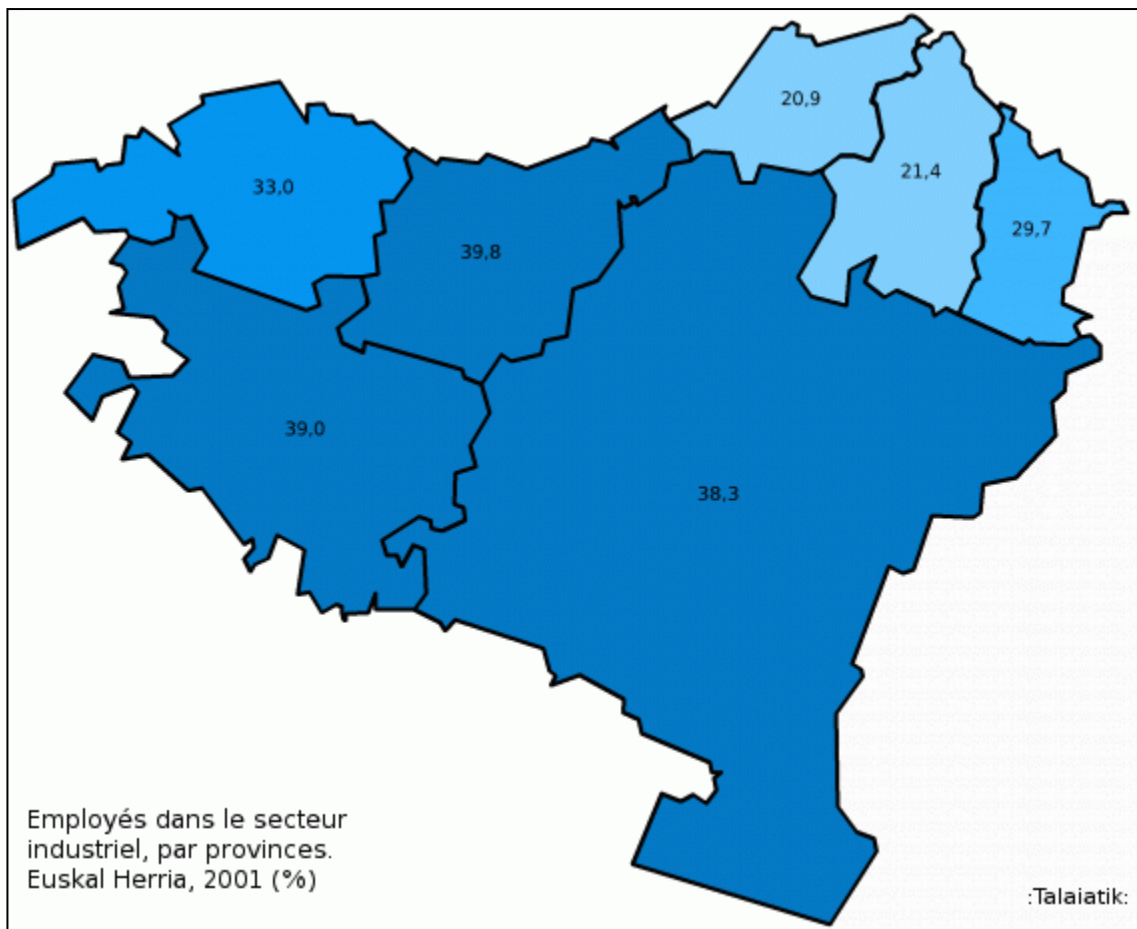 20,9
21,4
33,0
29,7
39,8
39,0
38,3
Employés dans le secteur
industriel, par provinces.
Euskal Herria, 2001 (%)
:Talaiatik: